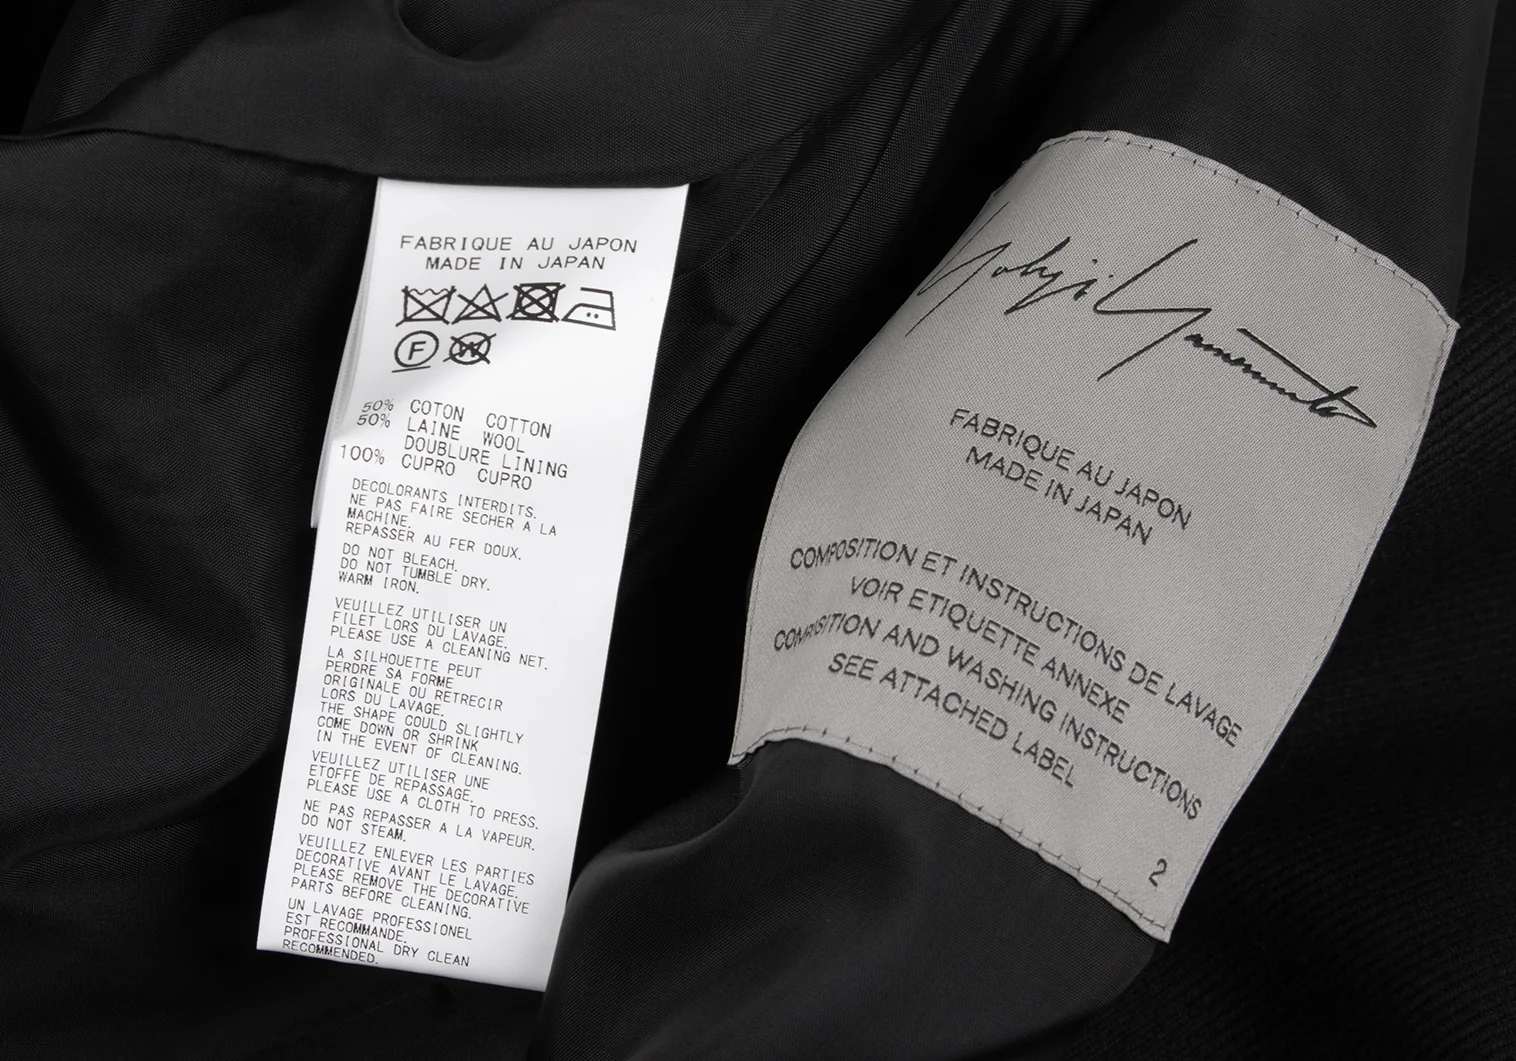 FABRIQUE AU JAPON
MADE IN JAPAN
F
W
50% COTON COTTON
50% LAINE WOOL
DOUBLURE LINING
100% CUPRO CUPRO
DECOLORANTS INTERDITS.
NE PAS FAIRE SECHER A LA
MACHINE.
REPASSER AU FER DOUX.
DO NOT BLEACH.
DO NOT TUMBLE DRY.
WARM IRON.
VEUILLEZ UTILISER UN
FILET LORS DU LAVAGE.
PLEASE USE A CLEANING NET.
LA SILHOUETTE PEUT
PERDRE SA FORME
ORIGINALE OU RETRECIR
LORS DU LAVAGE.
THE SHAPE COULD SLIGHTLY
COME DOWN OR SHRINK
IN THE EVENT OF CLEANING.
VEUILLEZ UTILISER UNE
ETOFFE DE REPASSAGE.
PLEASE USE A CLOTH TO PRESS.
NE PAS REPASSER A LA VAPEUR.
DO NOT STEAM.
VEUILLEZ ENLEVER LES PARTIES
DECORATIVE AVANT LE LAVAGE.
PLEASE REMOVE THE DECORATIVE
PARTS BEFORE CLEANING.
UN LAVAGE PROFESSIONEL
EST RECOMMANDE.
PROFESSIONAL DRY CLEAN
RECOMMENDED.
Yohji Yamamoto
FABRIQUE AU JAPON
MADE IN JAPAN
COMPOSITION ET INSTRUCTIONS DE LAVAGE
VOIR ETIQUETTE ANNEXE
COMPOSITION AND WASHING INSTRUCTIONS
SEE ATTACHED LABEL
2